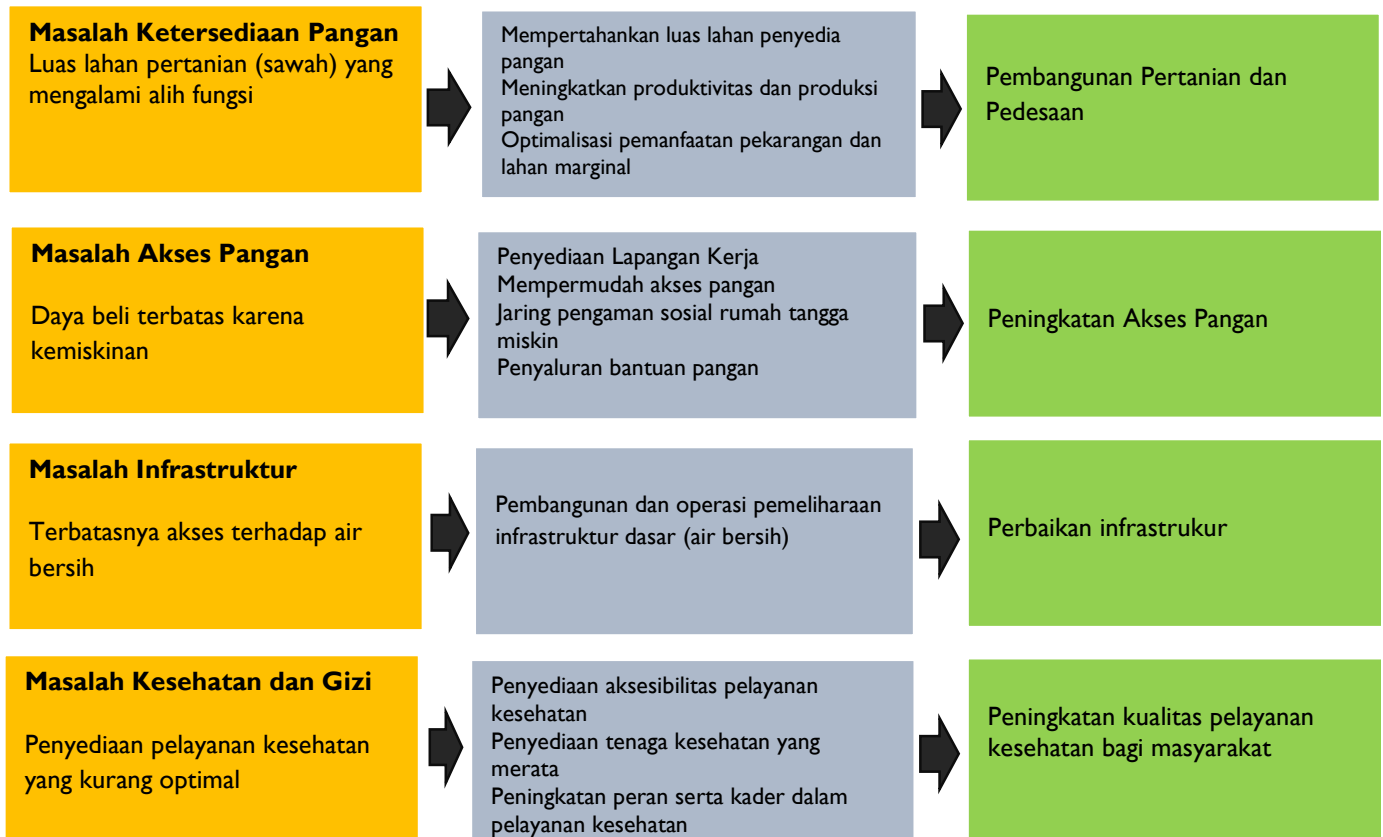 Masalah Ketersediaan Pangan
Luas lahan pertanian (sawah) yang
mengalami alih fungsi
Mempertahankan luas lahan penyedia
pangan
Meningkatkan produktivitas dan produksi
pangan
Optimalisasi pemanfaatan pekarangan dan
lahan marginal
Pembangunan Pertanian dan
Pedesaan
Masalah Akses Pangan
Daya beli terbatas karena
kemiskinan
Penyediaan Lapangan Kerja
Mempermudah akses pangan
Jaring pengaman sosial rumah tangga
miskin
Penyaluran bantuan pangan
Peningkatan Akses Pangan
Masalah Infrastruktur
Terbatasnya akses terhadap air
bersih
Pembangunan dan operasi pemeliharaan
infrastruktur dasar (air bersih)
Perbaikan infrastrukur
Masalah Kesehatan dan Gizi
Penyediaan pelayanan kesehatan
yang kurang optimal
Penyediaan aksesibilitas pelayanan
kesehatan
Penyediaan tenaga kesehatan yang
merata
Peningkatan peran serta kader dalam
pelayanan kesehatan
Peningkatan kualitas pelayanan
kesehatan bagi masyarakat